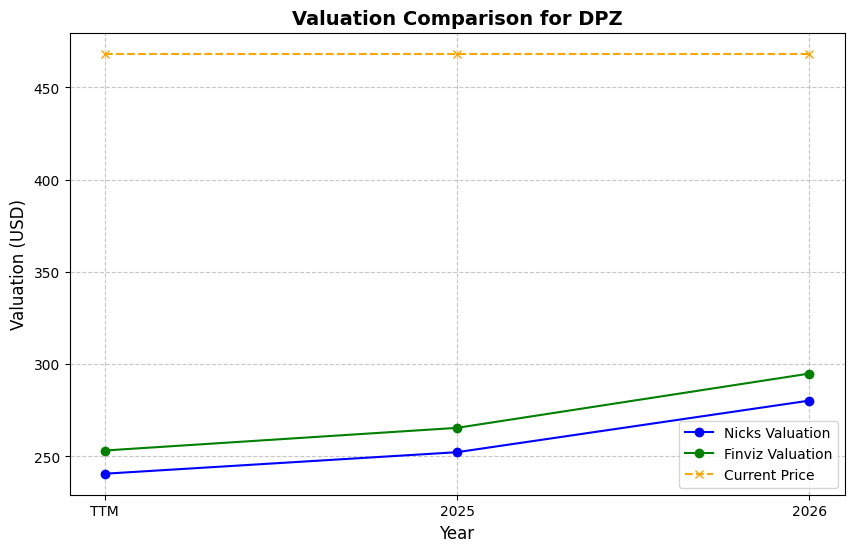 Valuation Comparison for DPZ
Valuation (USD)
450
400
350
300
250
TTM
2025
2026
Year
Nicks Valuation
Finviz Valuation
Current Price